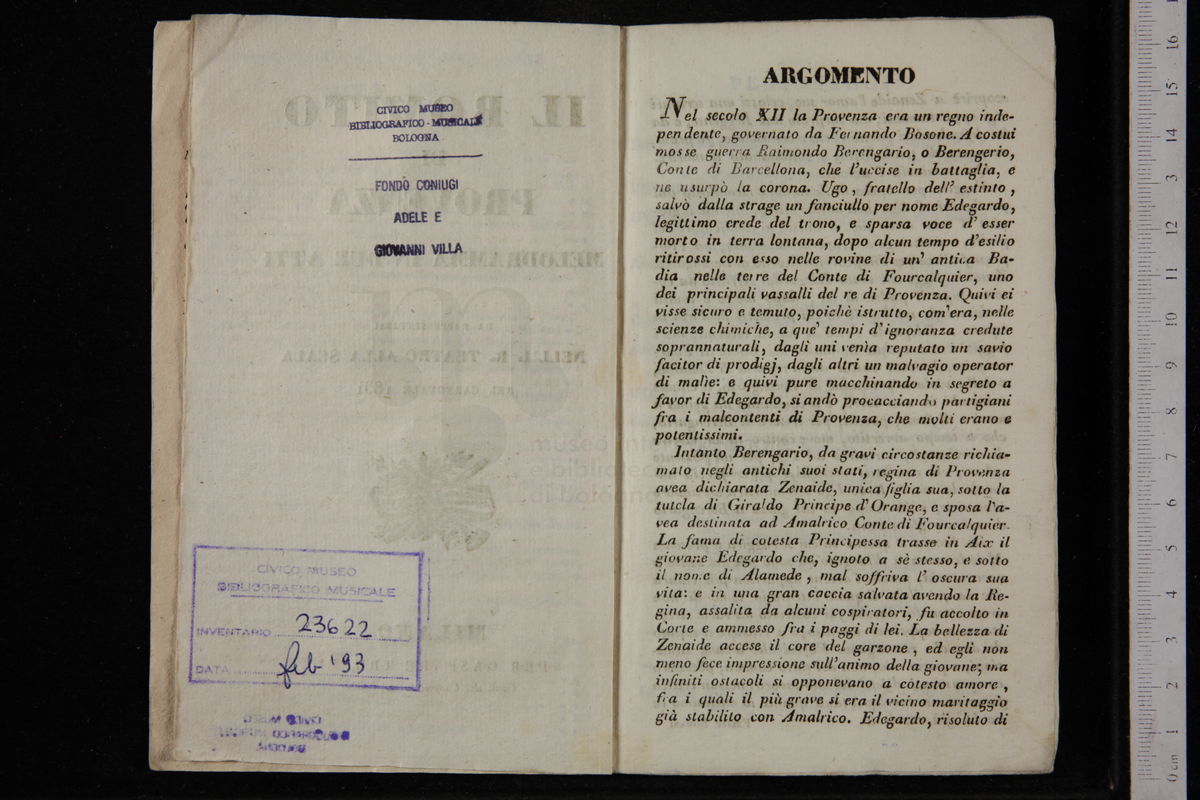 CIVICO MUSEO
BIBLIOGRAFICO - MUSICALE
BOLOGNA
FONDO CONIUGI
ADELE E
GIOVANNI VILLA
CIVICO MUSEO
BIBLIOGRAFICO MUSICALE
INVENTARIO 23622
DATA feb '93
ARGOMENTO
Nel secolo XII la Provenza era un regno inde-
pendente, governato da Fernando Bosone. A costui
mosse guerra Raimondo Berengario, o Berengerio,
Conte di Barcellona, che l'uccise in battaglia, e
ne usurpò la corona. Ugo, fratello dell' estinto,
salvò dalla strage un fanciullo per nome Edegardo,
legittimo erede del trono, e sparsa voce d' esser
morto in terra lontana, dopo alcun tempo d'esilio
ritirossi con esso nelle rovine di un' antica Ba-
dia nelle terre del Conte di Fourcalquier, uno
dei principali vassalli del re di Provenza. Quivi ei
visse sicuro e temuto, poichè istrutto, com'era, nelle
scienze chimiche, a que' tempi d'ignoranza credute
soprannaturali, dagli uni venìa reputato un savio
facitor di prodigj, dagli altri un malvagio operator
di malìe: e quivi pure macchinando in segreto a
favor di Edegardo, si andò procacciando partigiani
fra i malcontenti di Provenza, che molti erano e
potentissimi.
Intanto Berengario, da gravi circostanze richia-
mato negli antichi suoi stati, regina di Provenza
avea dichiarata Zenaide, unica figlia sua, sotto la
tutela di Giraldo Principe d'Orange, e sposa l'a-
vea destinata ad Amalrico Conte di Fourcalquier.
La fama di cotesta Principessa trasse in Aix il
giovane Edegardo che, ignoto a sè stesso, e sotto
il nome di Alamede, mal soffriva l' oscura sua
vita: e in una gran caccia salvata avendo la Re-
gina, assalita da alcuni cospiratori, fu accolto in
Corte e ammesso fra i paggi di lei. La bellezza di
Zenaide accese il core del garzone, ed egli non
meno fece impressione sull'animo della giovane; ma
infiniti ostacoli si opponevano a cotesto amore,
fra i quali il più grave si era il vicino maritaggio
già stabilito con Amalrico. Edegardo, risoluto di